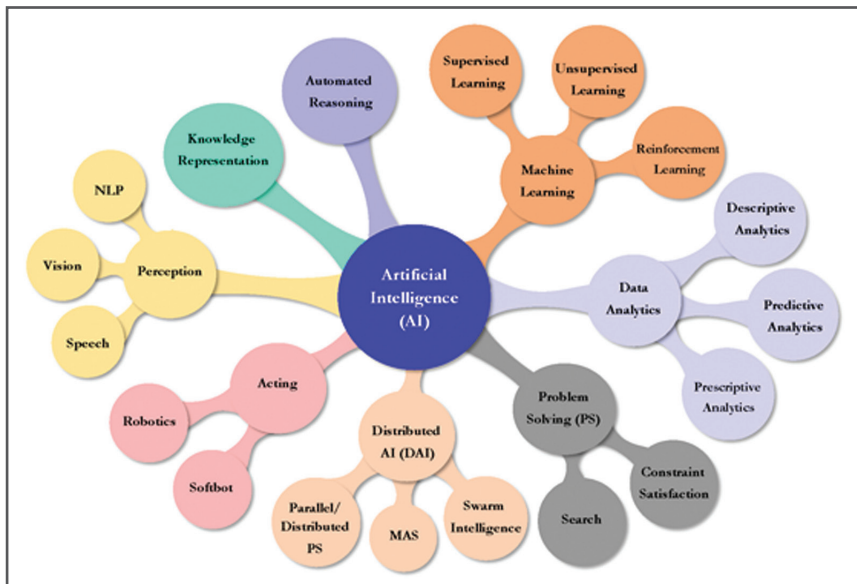 Artificial
Intelligence
(AI)
Automated
Reasoning
Knowledge
Representation
Supervised
Learning
Unsupervised
Learning
Reinforcement
Learning
Machine
Learning
NLP
Vision
Speech
Perception
Descriptive
Analytics
Predictive
Analytics
Prescriptive
Analytics
Data
Analytics
Acting
Robotics
Softbot
Distributed
AI (DAI)
Parallel/
Distributed
PS
MAS
Swarm
Intelligence
Problem
Solving (PS)
Constraint
Satisfaction
Search